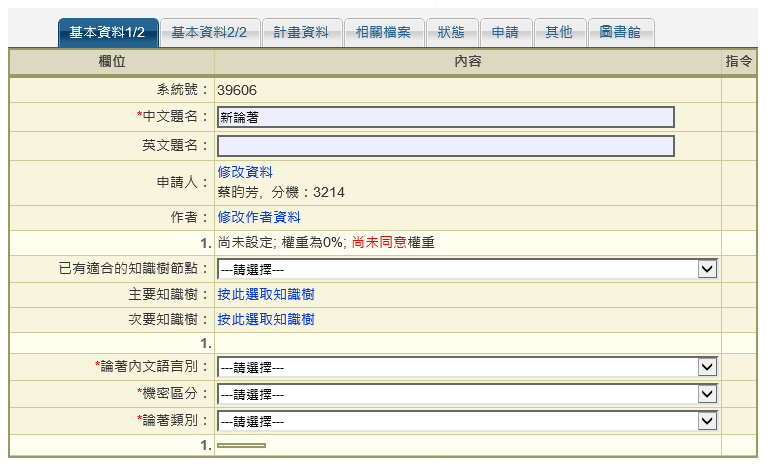 基本資料1/2 基本資料2/2 計畫資料 相關檔案 狀態 申請 其他 圖書館
欄位 內容 指令
系統號： 39606
*中文題名： 新論著
英文題名：
申請人： 修改資料
蔡昀芳, 分機：3214
作者： 修改作者資料
1. 尚未設定; 權重為0%; 尚未同意權重
已有適合的知識樹節點： ---請選擇---
主要知識樹： 按此選取知識樹
次要知識樹： 按此選取知識樹
1.
*論著內文語言別： ---請選擇---
*機密區分： ---請選擇---
*論著類別： ---請選擇---
1.